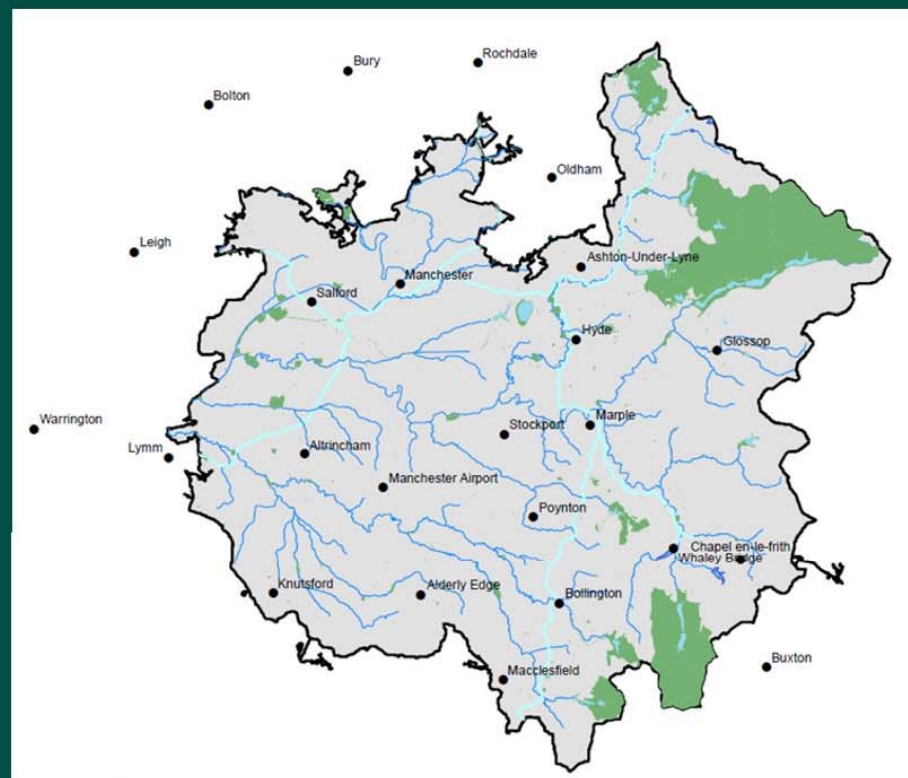 Rochdale
Bury
Bolton
Oldham
Leigh
Ashton-Under-Lyne
Manchester
Salford
Hyde
Glossop
Warrington
Marple
Stockport
Lymm
Altrincham
Manchester Airport
Poynton
Chapel en-le-frith
Whaley Bridge
Knutsford
Alderly Edge
Bollington
Buxton
Macclesfield